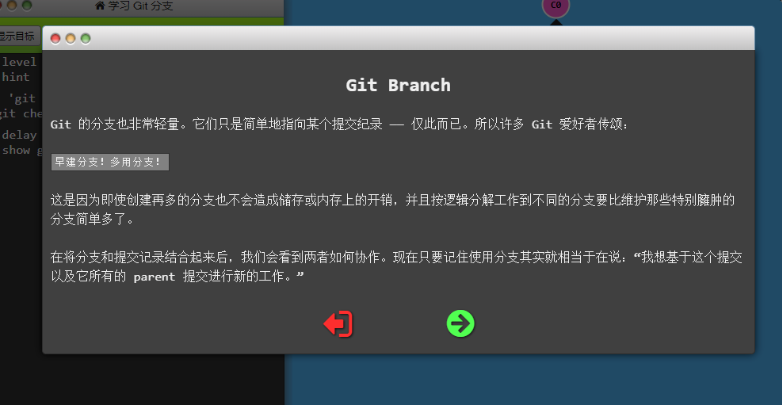 学习 Git 分支
C0
显示目标
level
hint
'git
git che
delay
show g
Git Branch
Git 的分支也非常轻量。它们只是简单地指向某个提交纪录 —— 仅此而已。所以许多 Git 爱好者传颂:
早建分支！多用分支！
这是因为即使创建再多的分支也不会造成储存或内存上的开销，并且按逻辑分解工作到不同的分支要比维护那些特别臃肿的
分支简单多了。
在将分支和提交记录结合起来后，我们会看到两者如何协作。现在只要记住使用分支其实就相当于在说：“我想基于这个提交
以及它所有的 parent 提交进行新的工作。”